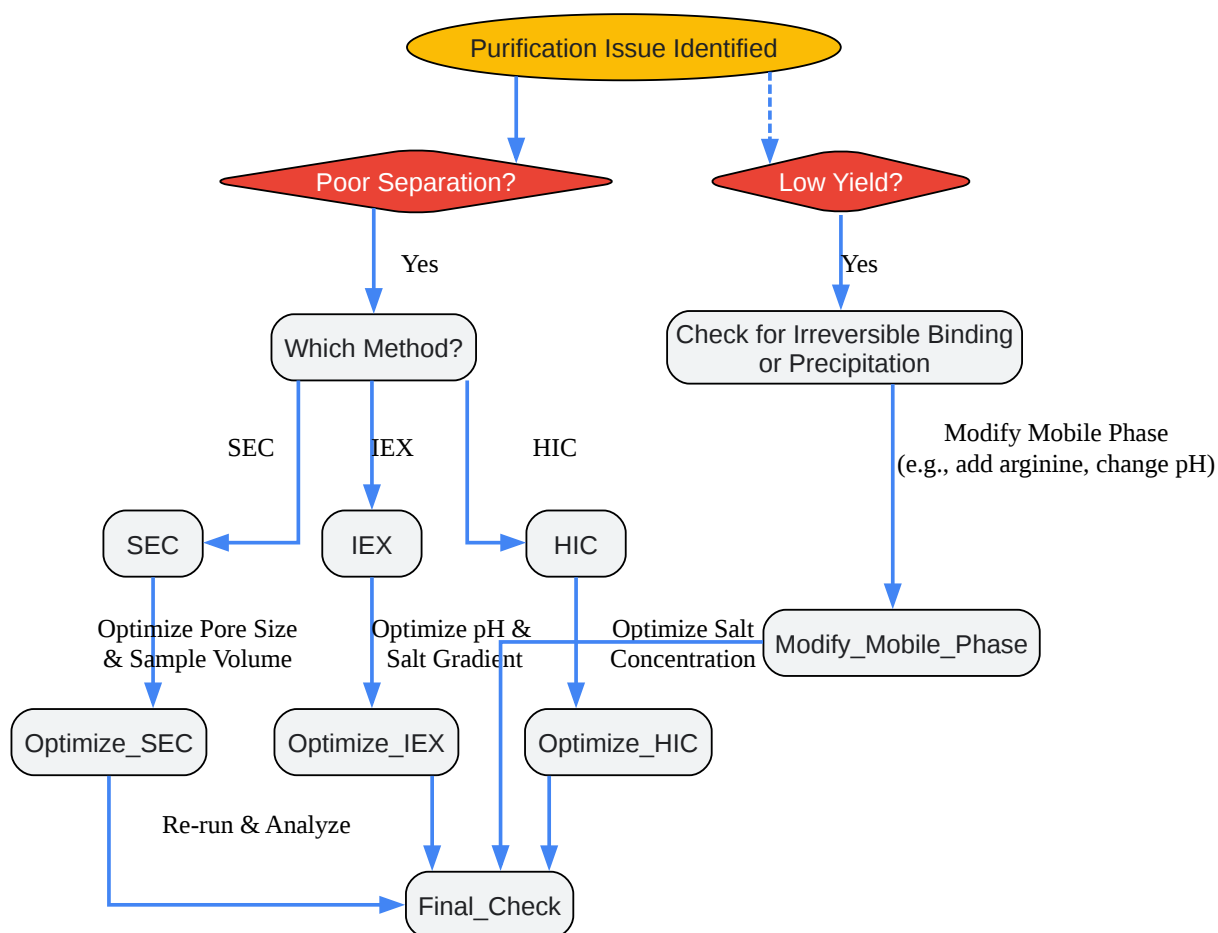 Purification Issue Identified
Poor Separation?
Low Yield?
Yes
Yes
Which Method?
Check for Irreversible Binding
or Precipitation
SEC
IEX
HIC
Modify Mobile Phase
(e.g., add arginine, change pH)
SEC
IEX
HIC
Optimize Pore Size
& Sample Volume
Optimize pH &
Salt Gradient
Optimize Salt
Concentration
Modify_Mobile_Phase
Optimize_SEC
Optimize_IEX
Optimize_HIC
Re-run & Analyze
Final_Check